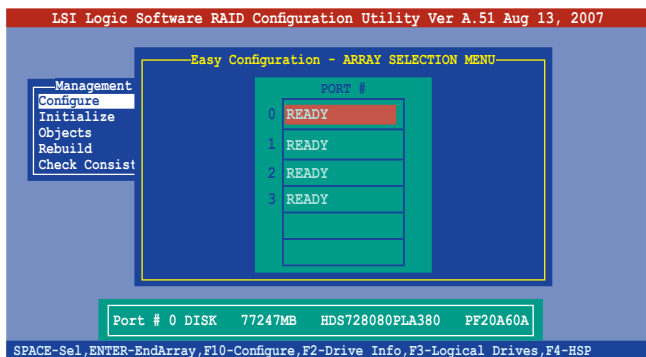 LSI Logic Software RAID Configuration Utility Ver A.51 Aug 13, 2007
Easy Configuration - ARRAY SELECTION MENU
Management
Configure
Initialize
Objects
Rebuild
Check Consist
PORT #
0 READY
1 READY
2 READY
3 READY
Port # 0 DISK 77247MB HDS728080PLA380 PF20A60A
SPACE-Sel,ENTER-EndArray,F10-Configure,F2-Drive Info,F3-Logical Drives,F4-HSP